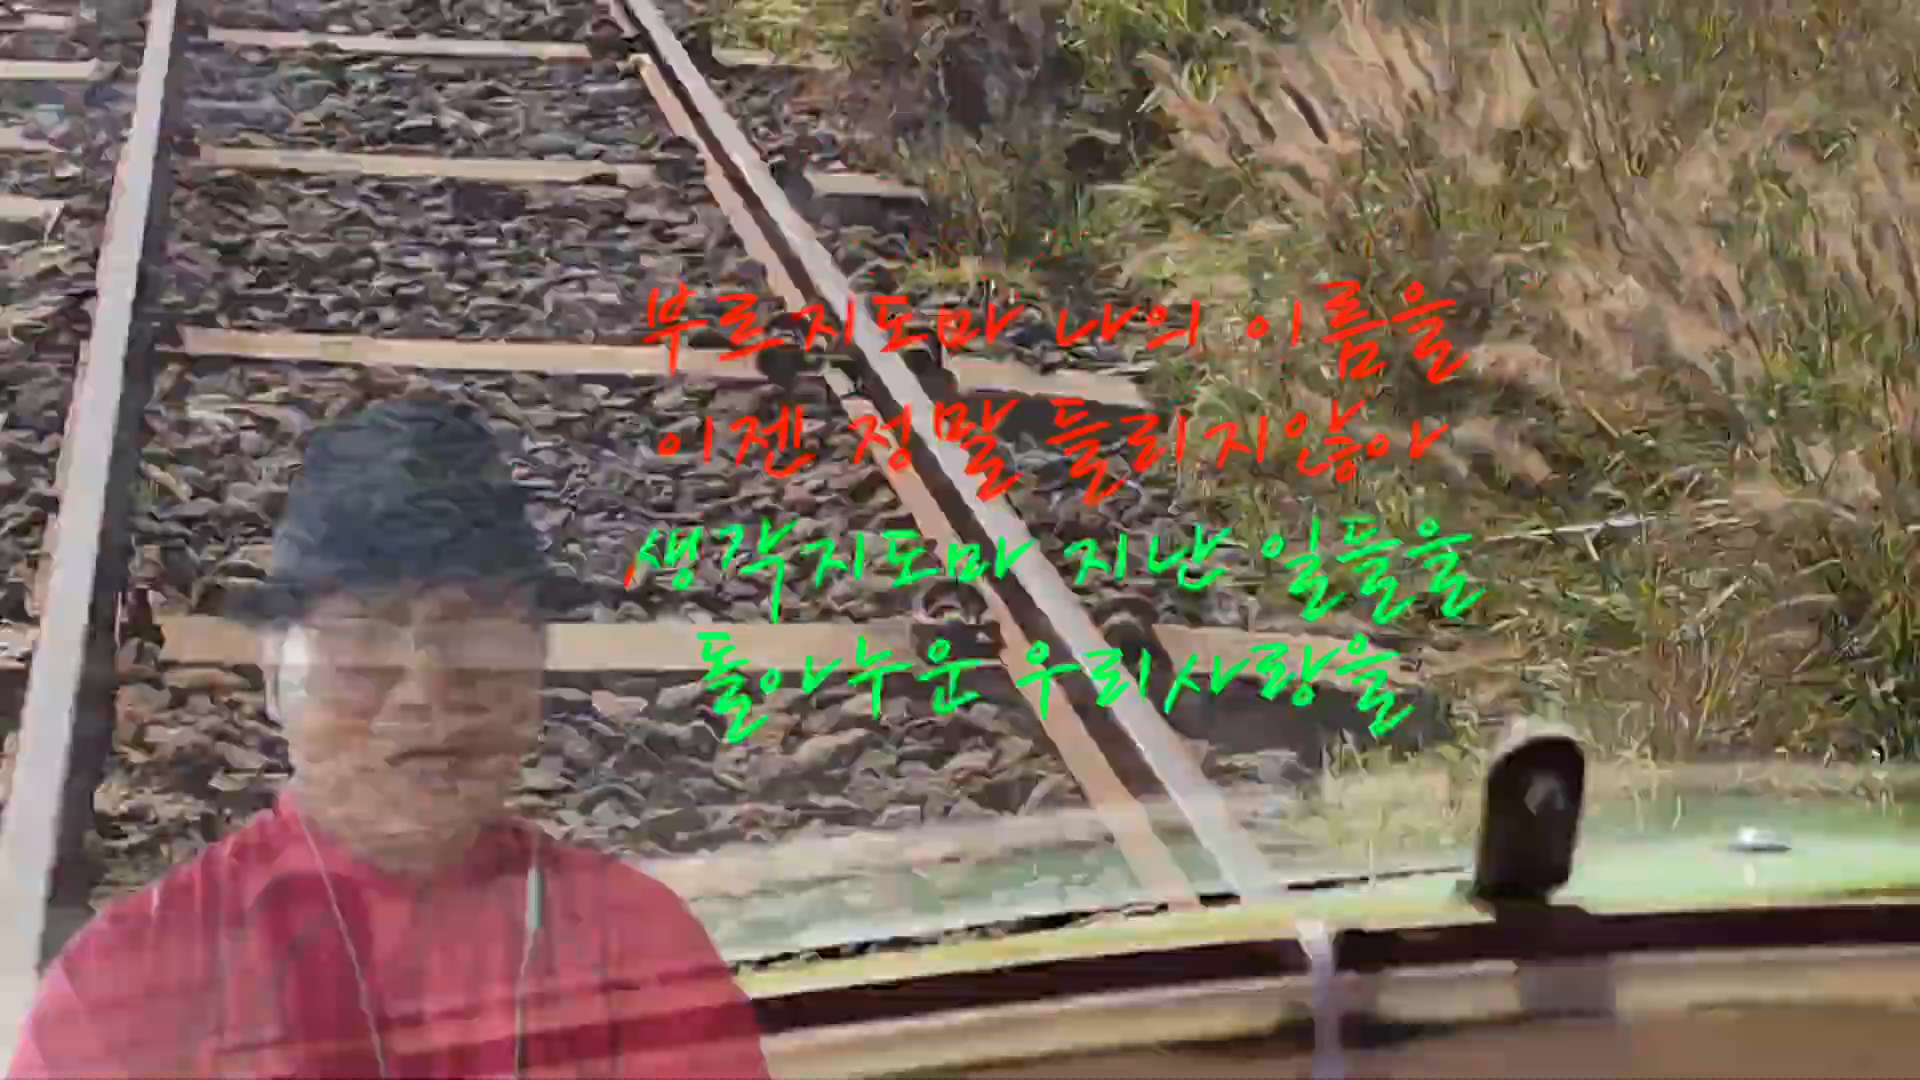 부르지도마 나의 이름을
이젠 정말 들리지않아
생각지도마 지난 일들을
돌아누운 우리사랑을